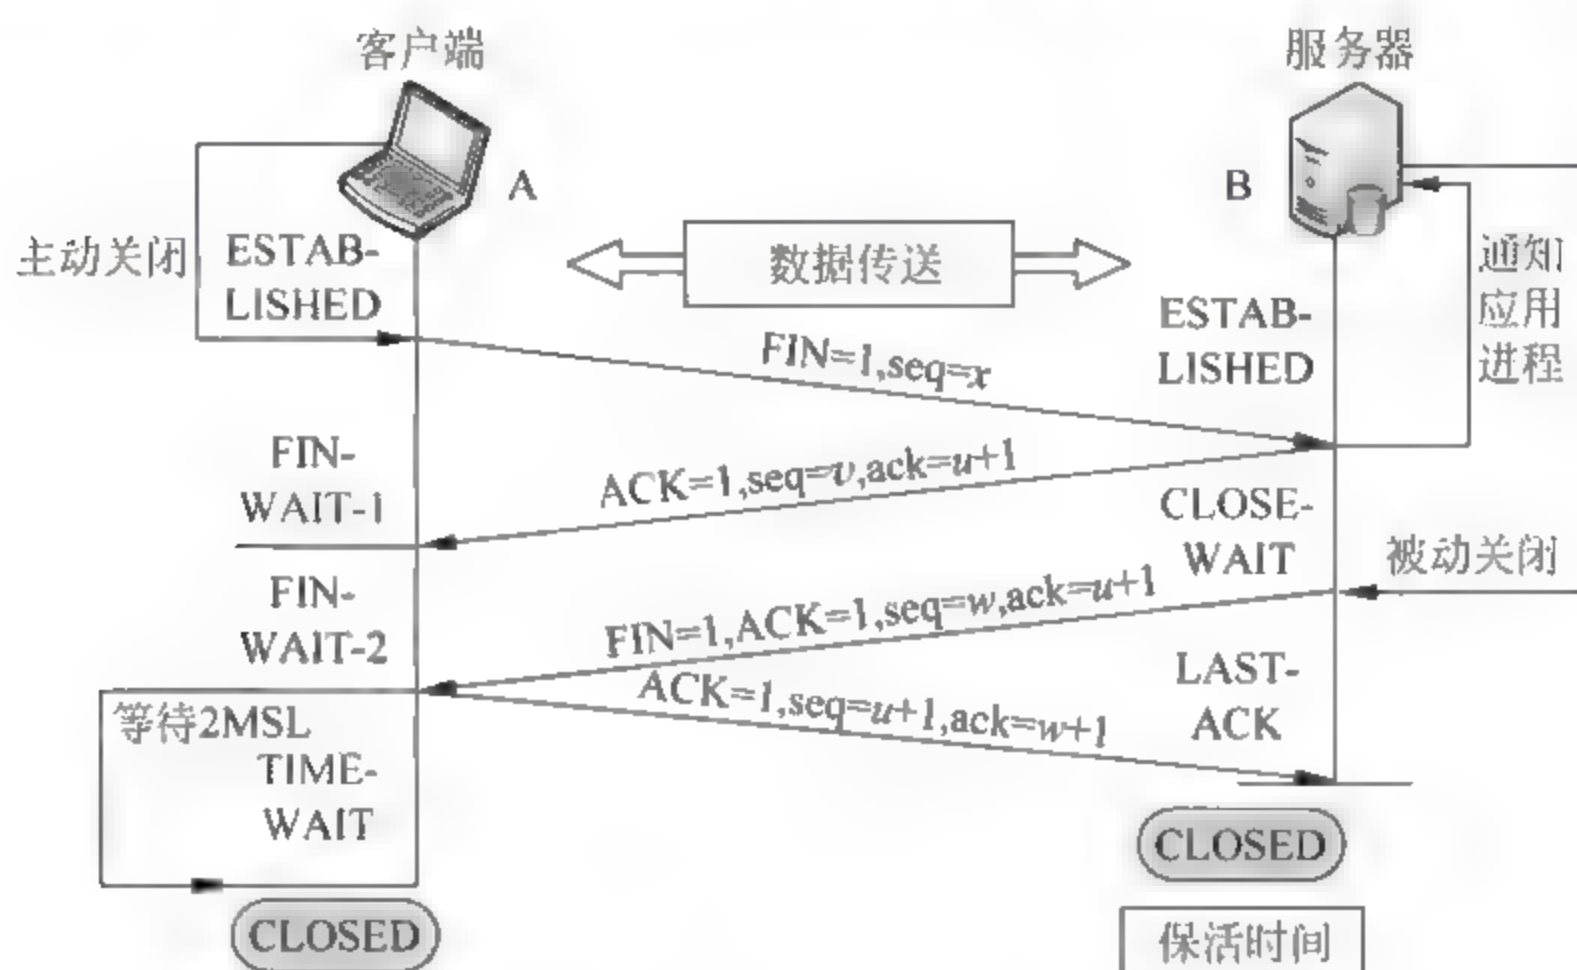 客户端
服务器
A
B
主动关闭
ESTAB-
LISHED
数据传送
通知
应用
进程
ESTAB-
LISHED
FIN=1,seq=x
FIN-
WAIT-1
ACK=1,seq=v,ack=u+1
CLOSE-
WAIT
被动关闭
FIN-
WAIT-2
FIN=1,ACK=1,seq=w,ack=u+1
LAST-
ACK
ACK=1,seq=u+1,ack=w+1
等待2MSL
TIME-
WAIT
CLOSED
CLOSED
保活时间